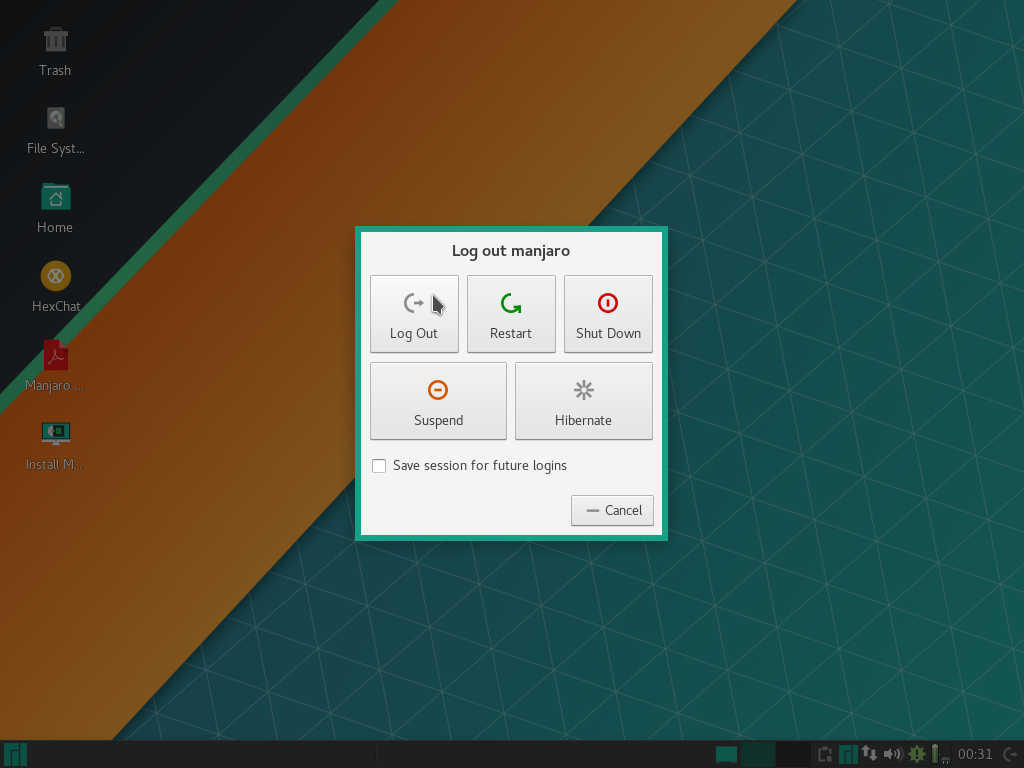 Trash
File Syst...
Home
HexChat
Manjaro ...
Install M...
Log out manjaro
Log Out
Restart
Shut Down
Suspend
Hibernate
Save session for future logins
Cancel
00:31